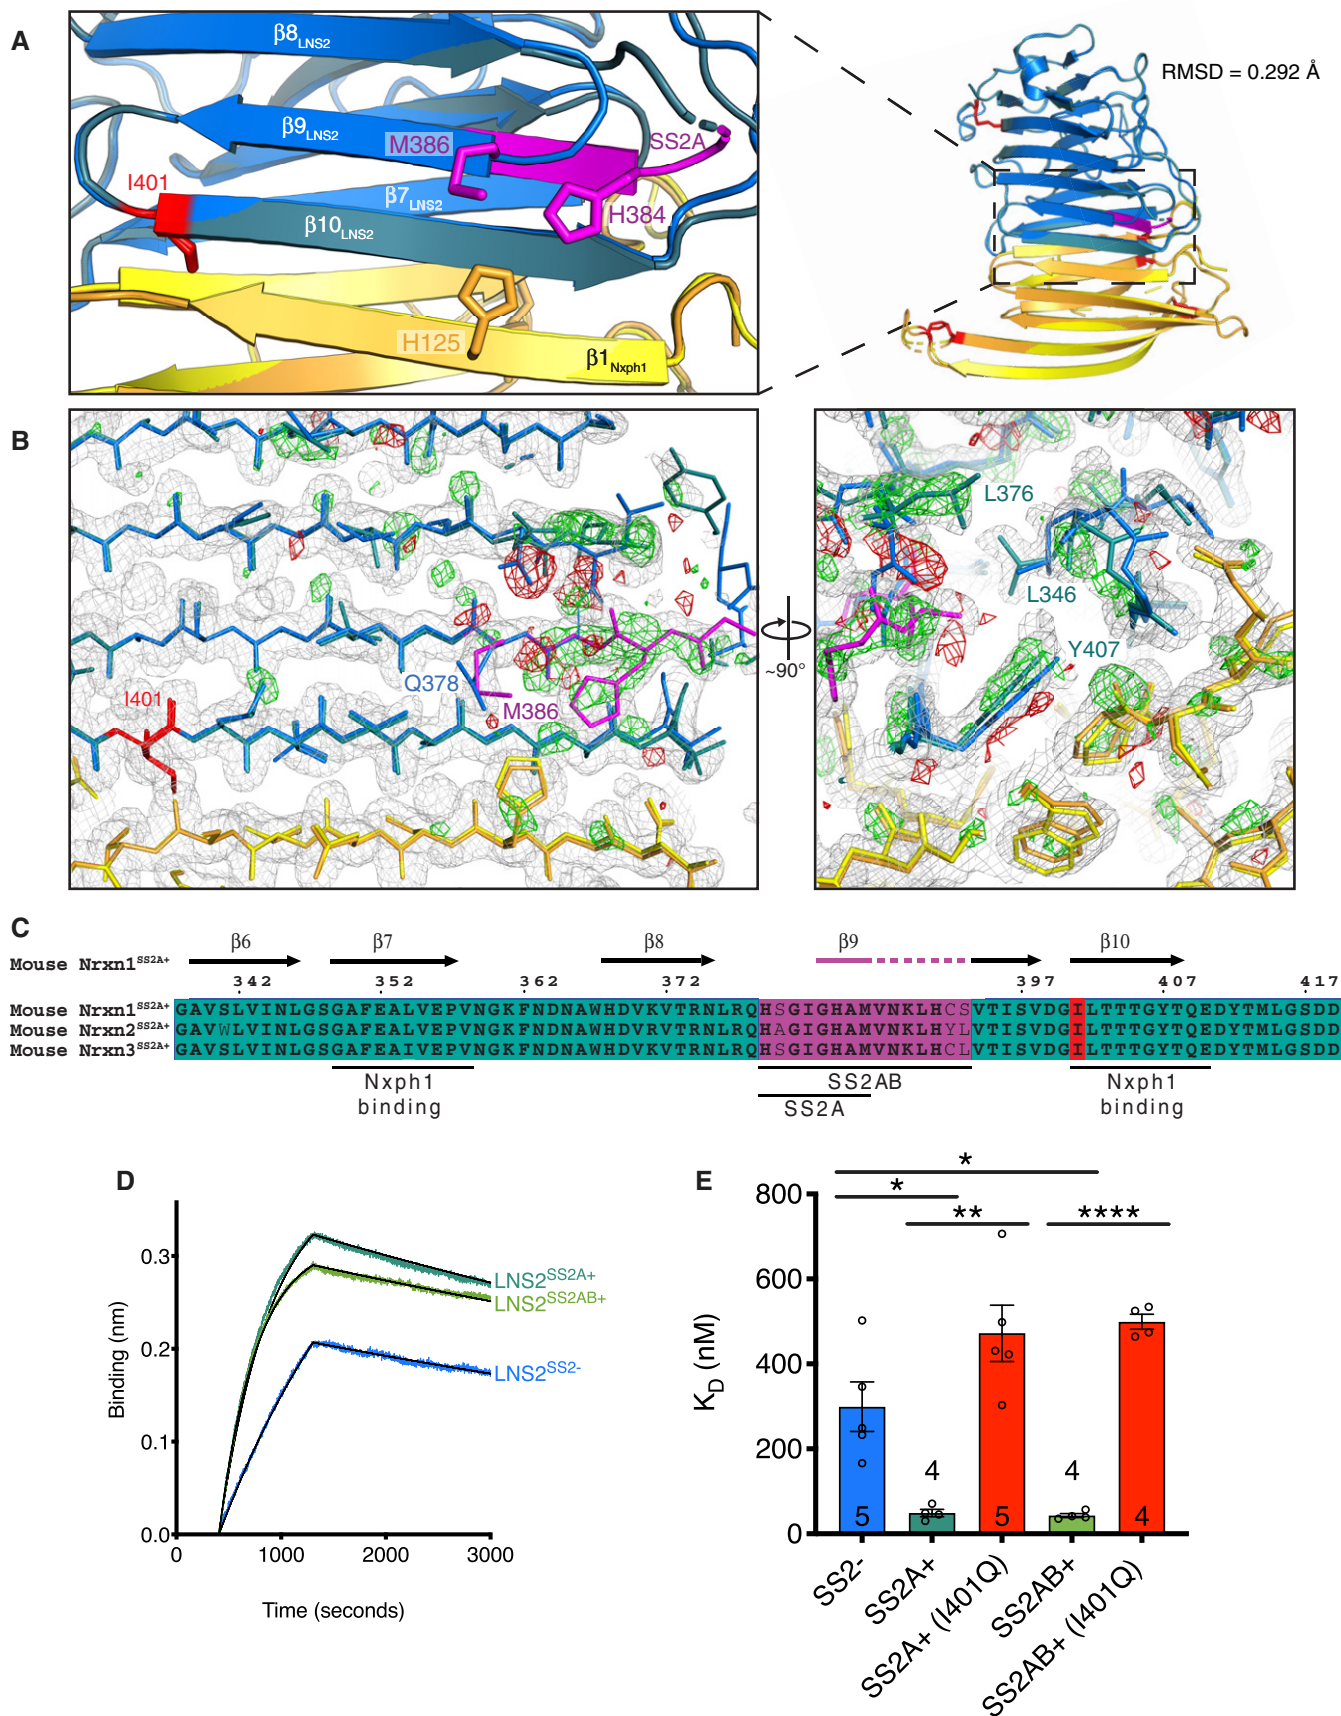 A
β8LNS2
β9LNS2
M386
SS2A
I401
β7LNS2
H384
β10LNS2
H125
β1Nxph1
RMSD = 0.292 Å
B
I401
Q378
M386
~90°
L376
L346
Y407
C
β6 β7 β8 β9 β10
Mouse Nrxn1SS2A+
342 352 362 372 397 407 417
Mouse Nrxn1SS2A+ GAVSLVINLGSGAFEALVEPVNGKFNDNAWHDVKVTRNLRQHSGIGHAMVNKLHCSVTISVDGILTTTGYTQEDYTMLGSDD
Mouse Nrxn2SS2A+ GAVWLVINLGSGAFEALVEPVNGKFNDNAWHDVRVTRNLRQHAGIGHAMVNKLHYLVTISVDGILTTTGYTQEDYTMLGSDD
Mouse Nrxn3SS2A+ GAVSLVINLGSGAFEAIVEPVNGKFNDNAWHDVKVTRNLRQHSGIGHAMVNKLHCLVTISVDGILTTTGYTQEDYTMLGSDD
Nxph1 binding
SS2AB
SS2A
Nxph1 binding
D
Binding (nm)
0.3
0.2
0.1
0.0
0 1000 2000 3000
Time (seconds)
LNS2SS2A+
LNS2SS2AB+
LNS2SS2-
E
KD (nM)
800
600
400
200
0
*
*
** ****
5 4 5 4 4
SS2-
SS2A+
SS2A+ (I401Q)
SS2AB+
SS2AB+ (I401Q)